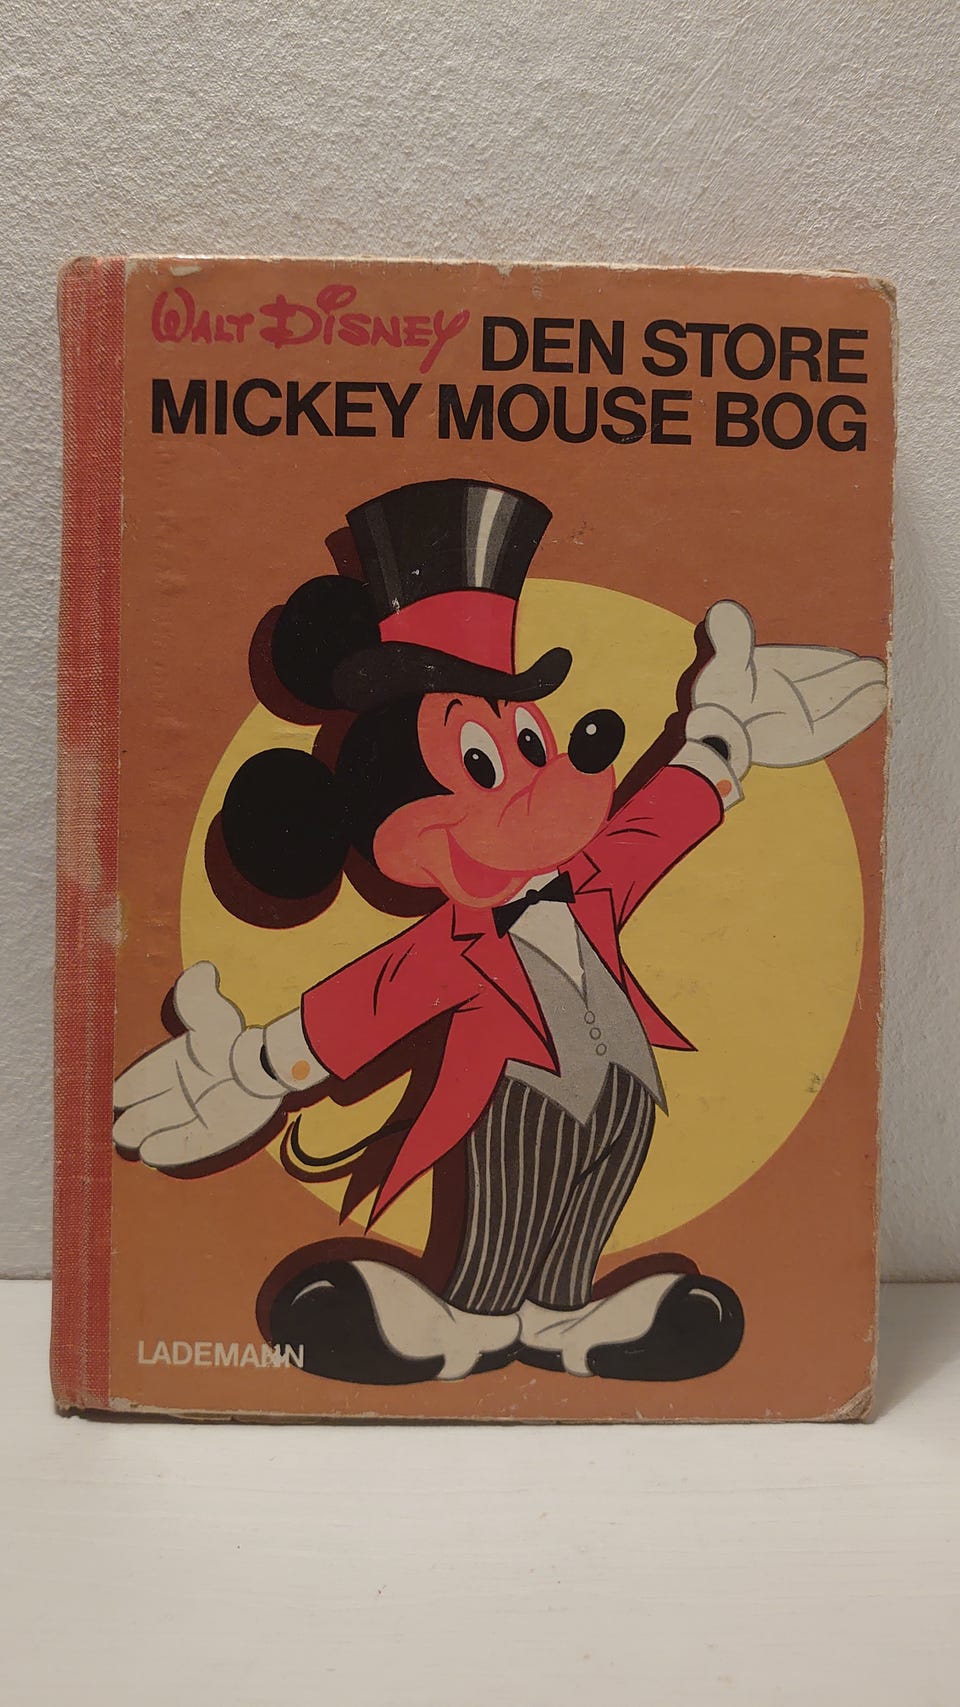 WALT DISNEY DEN STORE
MICKEY MOUSE BOG
LADEMANN